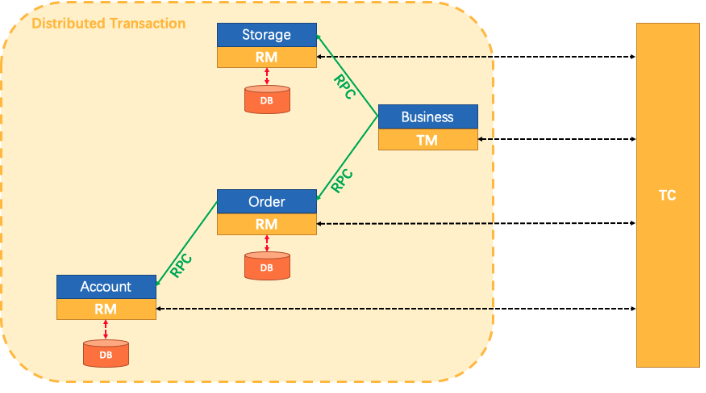 Distributed Transaction
Storage
RM
DB
RPC
Business
TM
RPC
Order
RM
DB
RPC
Account
RM
DB
TC